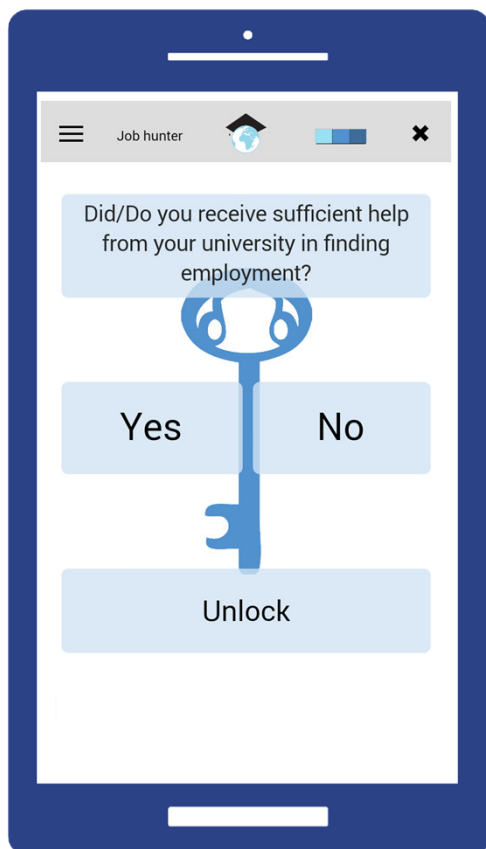 Job hunter
Did/Do you receive sufficient help
from your university in finding
employment?
Yes
No
Unlock